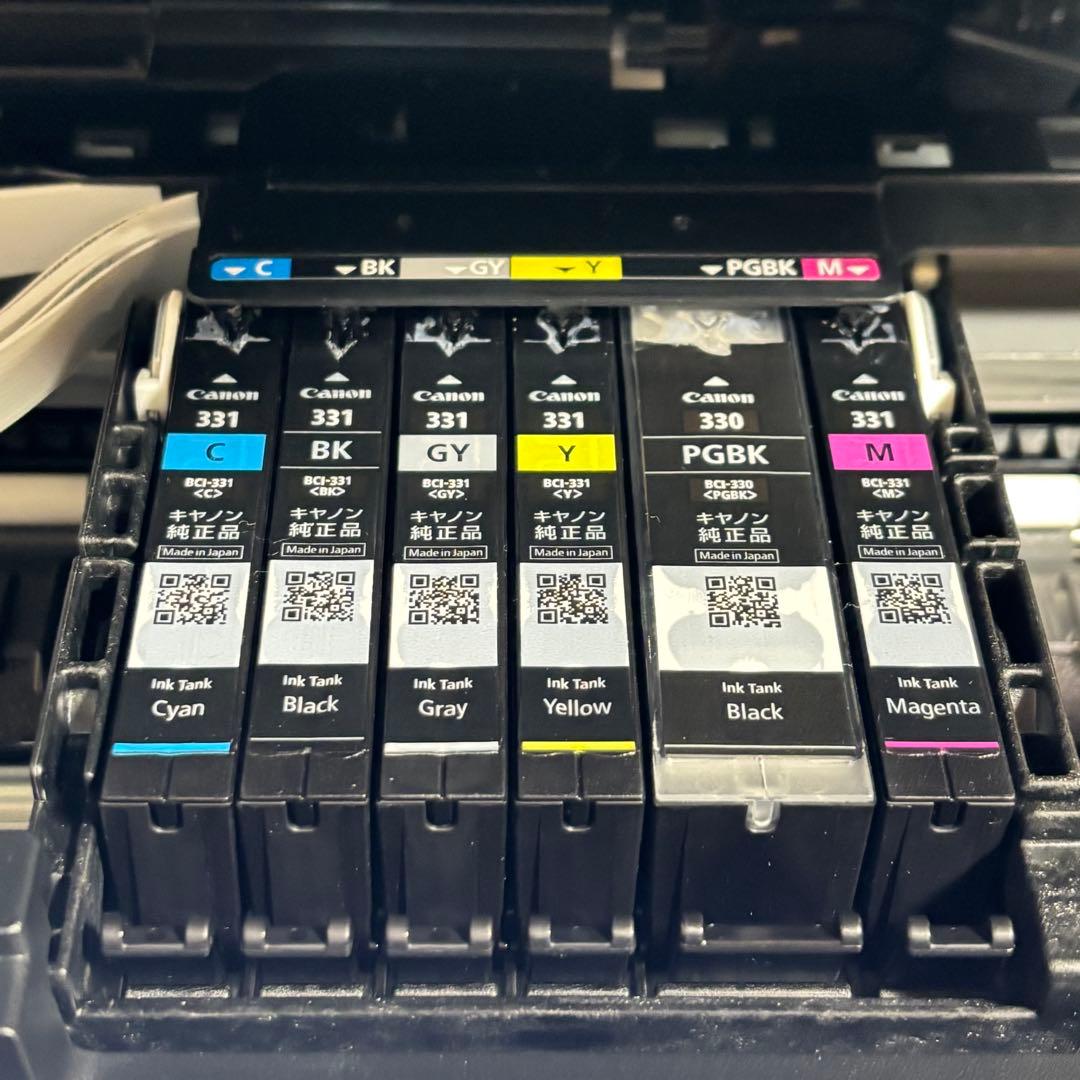 C
BK
GY
Y
PGBK
M
Canon
331
C
BCI-331
<C>
キヤノン
純正品
Made in Japan
Ink Tank
Cyan
Canon
331
BK
BCI-331
<BK>
キヤノン
純正品
Made in Japan
Ink Tank
Black
Canon
331
GY
BCI-331
<GY>
キヤノン
純正品
Made in Japan
Ink Tank
Gray
Canon
331
Y
BCI-331
<Y>
キヤノン
純正品
Made in Japan
Ink Tank
Yellow
Canon
330
PGBK
BCI-330
<PGBK>
キヤノン
純正品
Made in Japan
Ink Tank
Black
Canon
331
M
BCI-331
<M>
キヤノン
純正品
Made in Japan
Ink Tank
Magenta